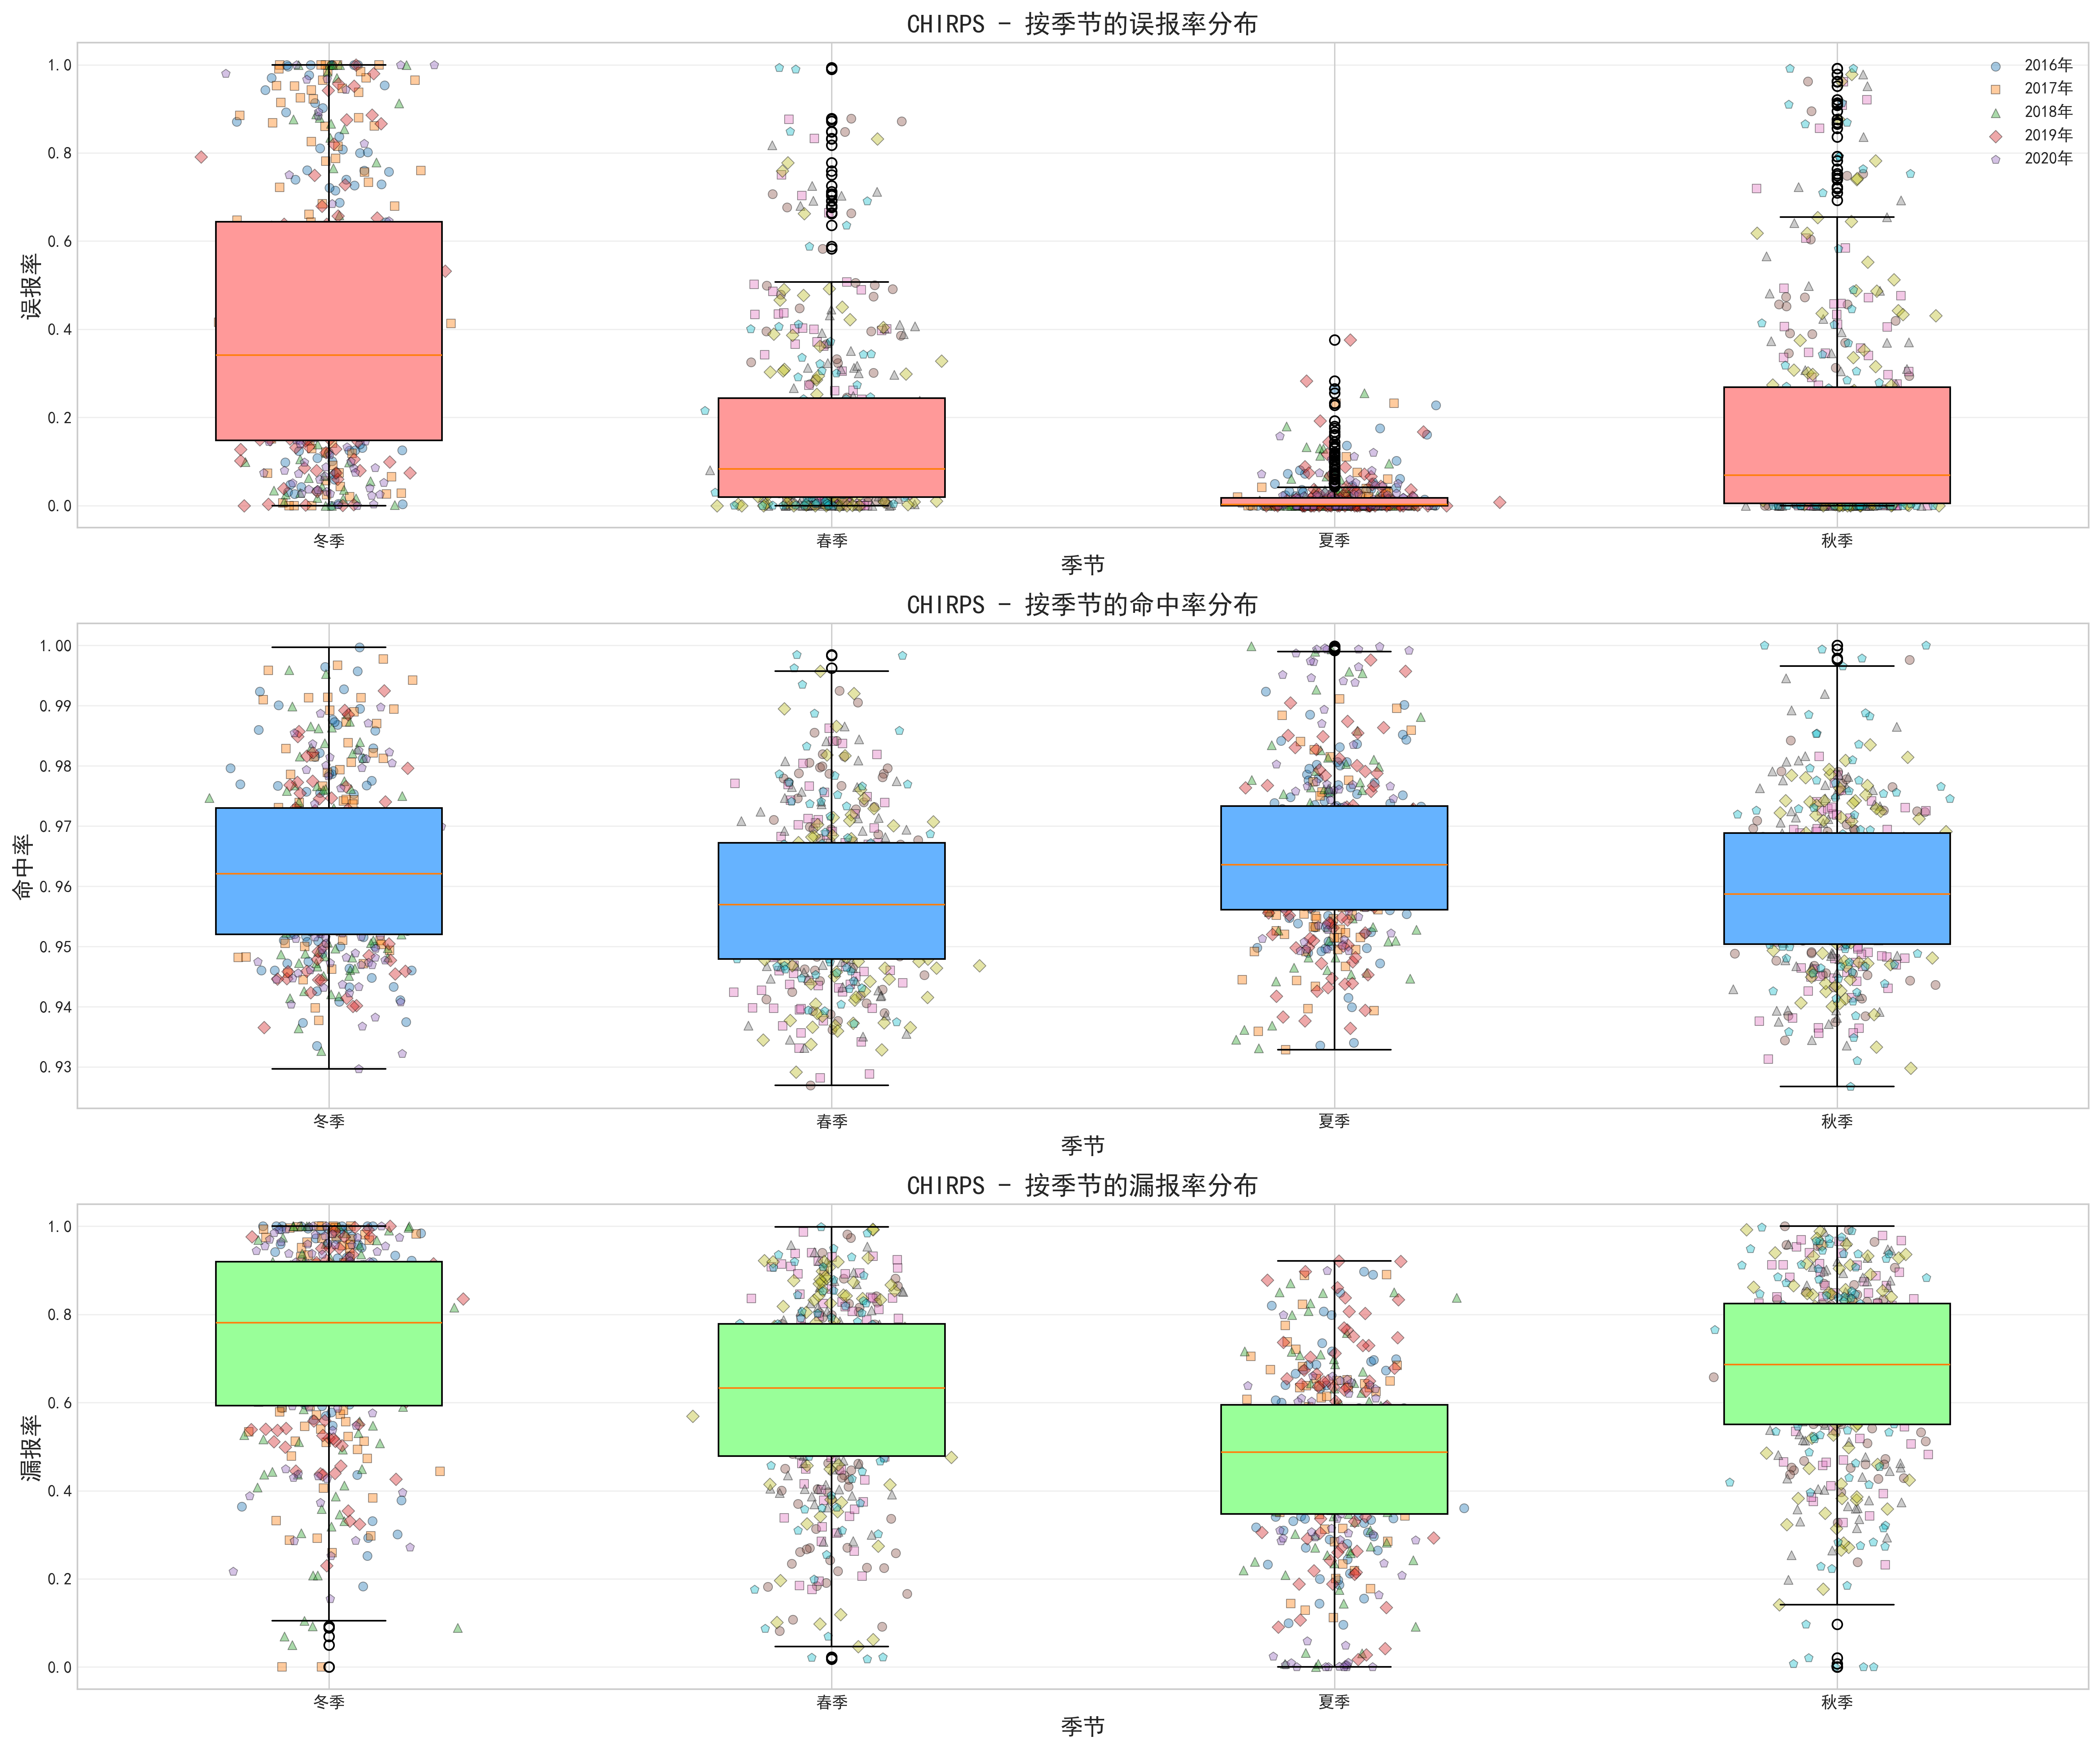 CHIRPS - 按季节的误报率分布
误报率
1.0
0.8
0.6
0.4
0.2
0.0
2016年
2017年
2018年
2019年
2020年
冬季
春季
夏季
秋季
季节
CHIRPS - 按季节的命中率分布
命中率
1.00
0.99
0.98
0.97
0.96
0.95
0.94
0.93
冬季
春季
夏季
秋季
季节
CHIRPS - 按季节的漏报率分布
漏报率
1.0
0.8
0.6
0.4
0.2
0.0
冬季
春季
夏季
秋季
季节